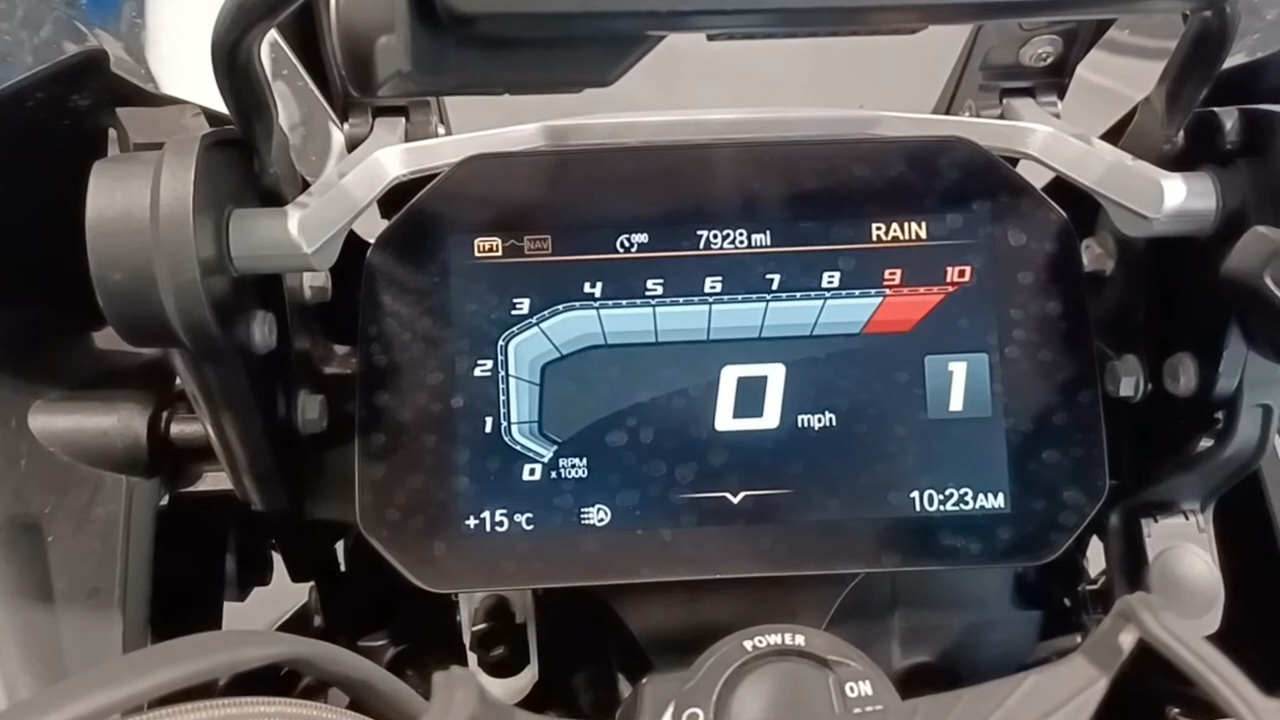 TFT NAV 000 7928 mi RAIN
0 1 2 3 4 5 6 7 8 9 10
RPM
x 1000
0 mph
1
+15 °C A 10:23AM
POWER
ON